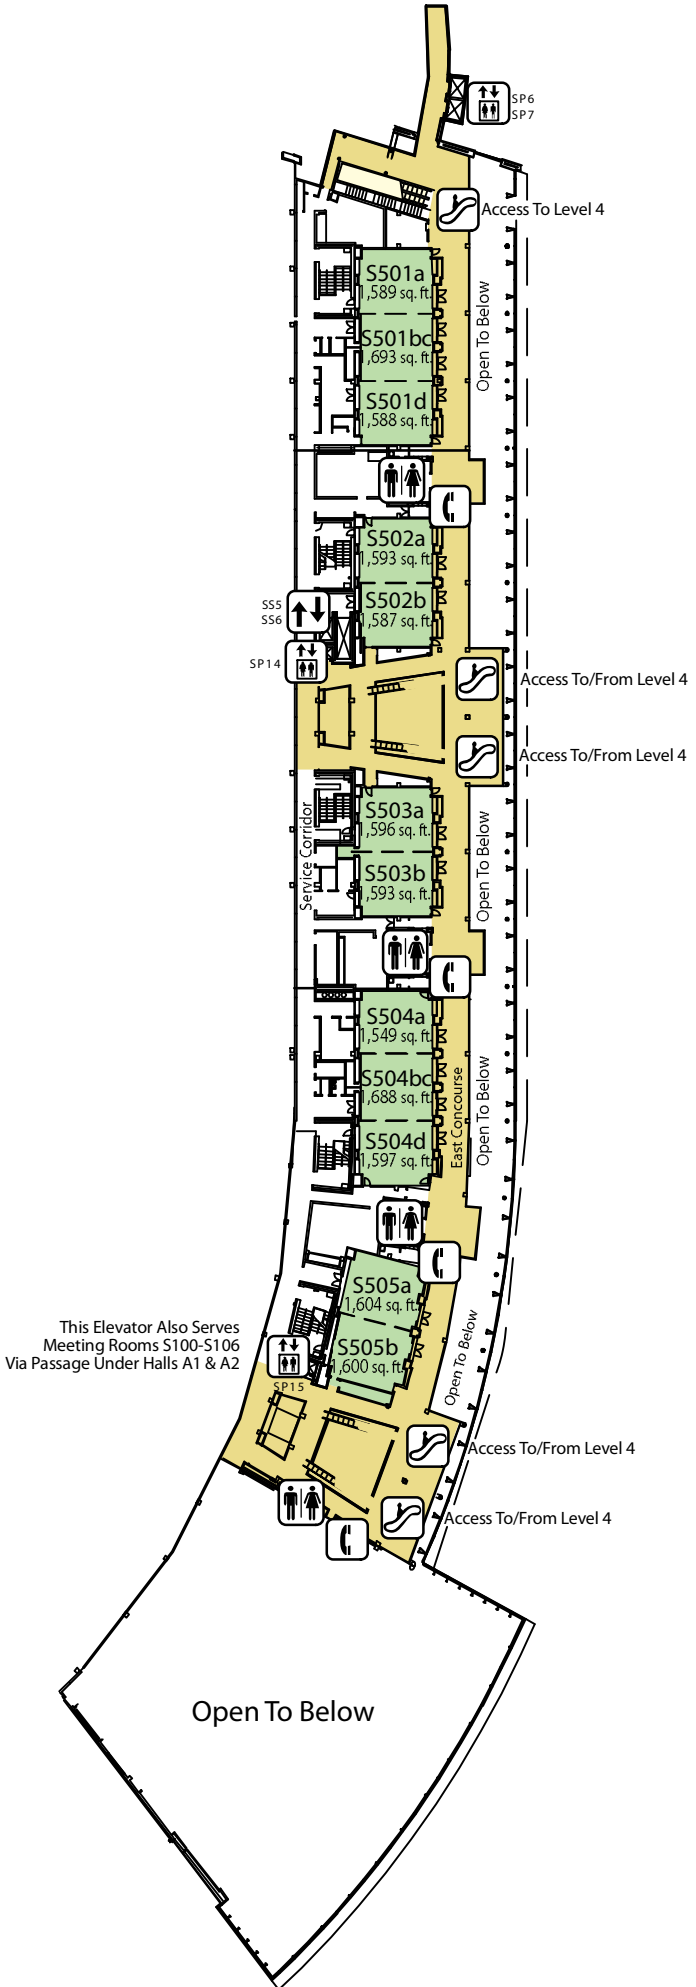 SP6
SP7
Access To Level 4
S501a
1,589 sq. ft.
Open To Below
S501bc
1,693 sq. ft.
S501d
1,588 sq. ft.
S502a
1,593 sq. ft.
S502b
1,587 sq. ft.
SS5
SS6
SP14
Access To/From Level 4
Access To/From Level 4
S503a
1,596 sq. ft.
Service Corridor
Open To Below
S503b
1,593 sq. ft.
S504a
1,549 sq. ft.
S504bc
1,688 sq. ft.
East Concourse
Open To Below
S504d
1,597 sq. ft.
S505a
1,604 sq. ft.
This Elevator Also Serves
Meeting Rooms S100-S106
Via Passage Under Halls A1 & A2
S505b
1,600 sq. ft.
Open To Below
SP15
Access To/From Level 4
Access To/From Level 4
Open To Below